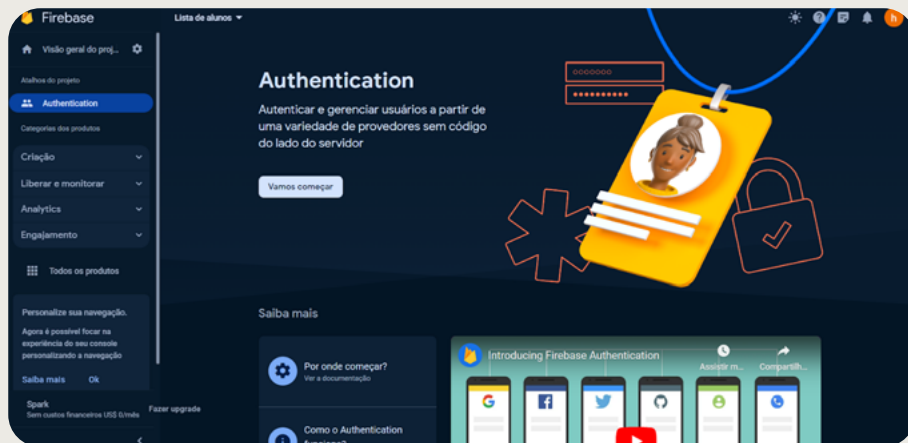 Firebase
Lista de alunos
h
Visão geral do proj...
Atalhos do projeto
Authentication
Categorias dos produtos
Criação
Liberar e monitorar
Analytics
Engajamento
Todos os produtos
Personalize sua navegação.
Agora é possível focar na
experiência do seu console
personalizando a navegação
Saiba mais Ok
Spark
Sem custos financeiros US$ 0/mês
Fazer upgrade
Authentication
Autenticar e gerenciar usuários a partir de
uma variedade de provedores sem código
do lado do servidor
Vamos começar
Saiba mais
Por onde começar?
Ver a documentação
Como o Authentication
funciona?
Introducing Firebase Authentication
Assistir m...
Compartilh...